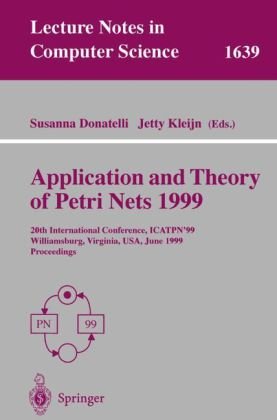 Lecture Notes in
Computer Science 1639
Susanna Donatelli Jetty Kleijn (Eds.)
Application and Theory
of Petri Nets 1999
20th International Conference, ICATPN'99
Williamsburg, Virginia, USA, June 1999
Proceedings
PN 99
Springer